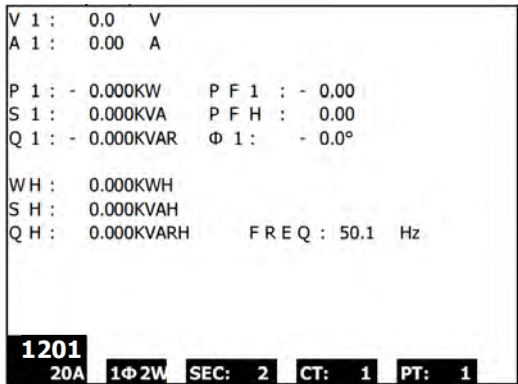 V 1 : 0.0 V
A 1 : 0.00 A
P 1 : - 0.000KW P F 1 : - 0.00
S 1 : 0.000KVA P F H : 0.00
Q 1 : - 0.000KVAR Φ 1 : - 0.0°
W H : 0.000KWH
S H : 0.000KVAH
Q H : 0.000KVARH F R E Q : 50.1 Hz
1201
20A 1Φ2W SEC: 2 CT: 1 PT: 1